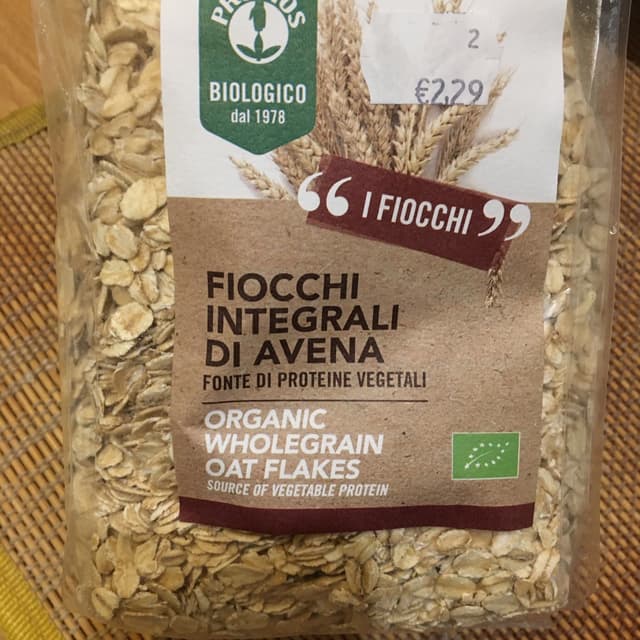 BIOLOGICO
dal 1978
2
€2,29
“ I FIOCCHI ”
FIOCCHI
INTEGRALI
DI AVENA
FONTE DI PROTEINE VEGETALI
ORGANIC
WHOLEGRAIN
OAT FLAKES
SOURCE OF VEGETABLE PROTEIN